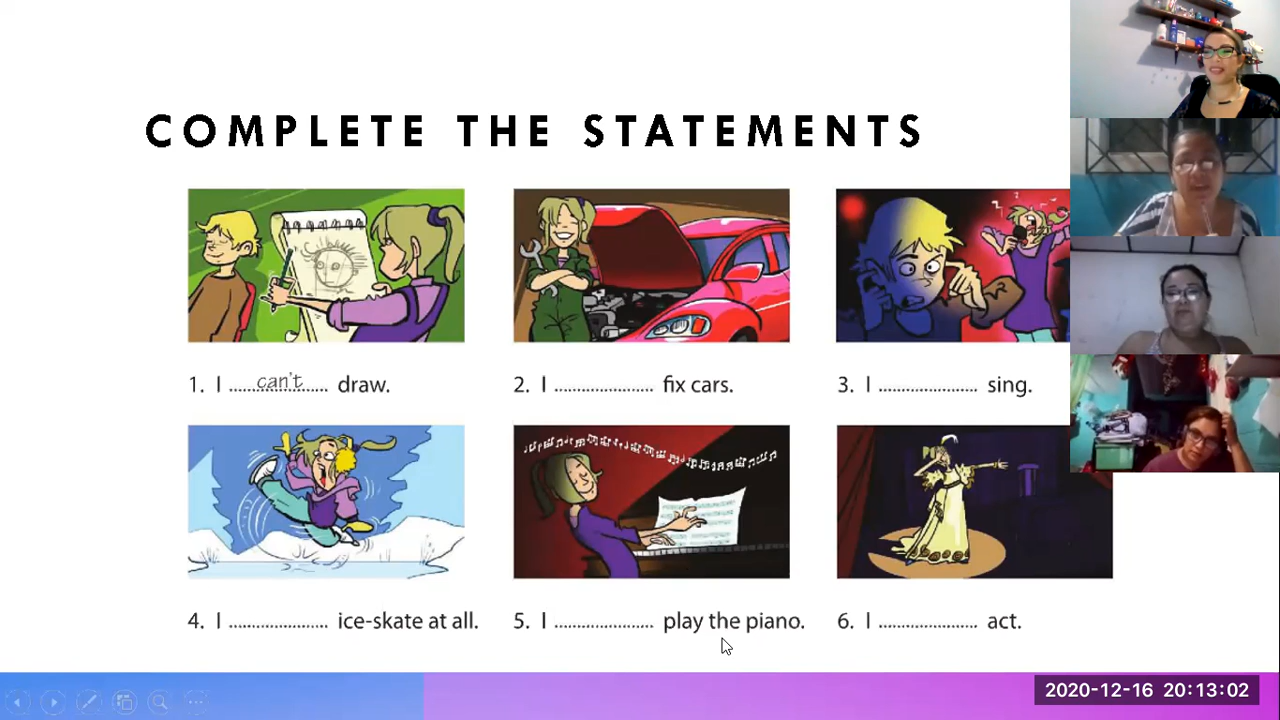 COMPLETE THE STATEMENTS
1. I ......can't...... draw.
2. I ...................... fix cars.
3. I ...................... sing.
4. I ...................... ice-skate at all.
5. I ...................... play the piano.
6. I ...................... act.
2020-12-16 20:13:02